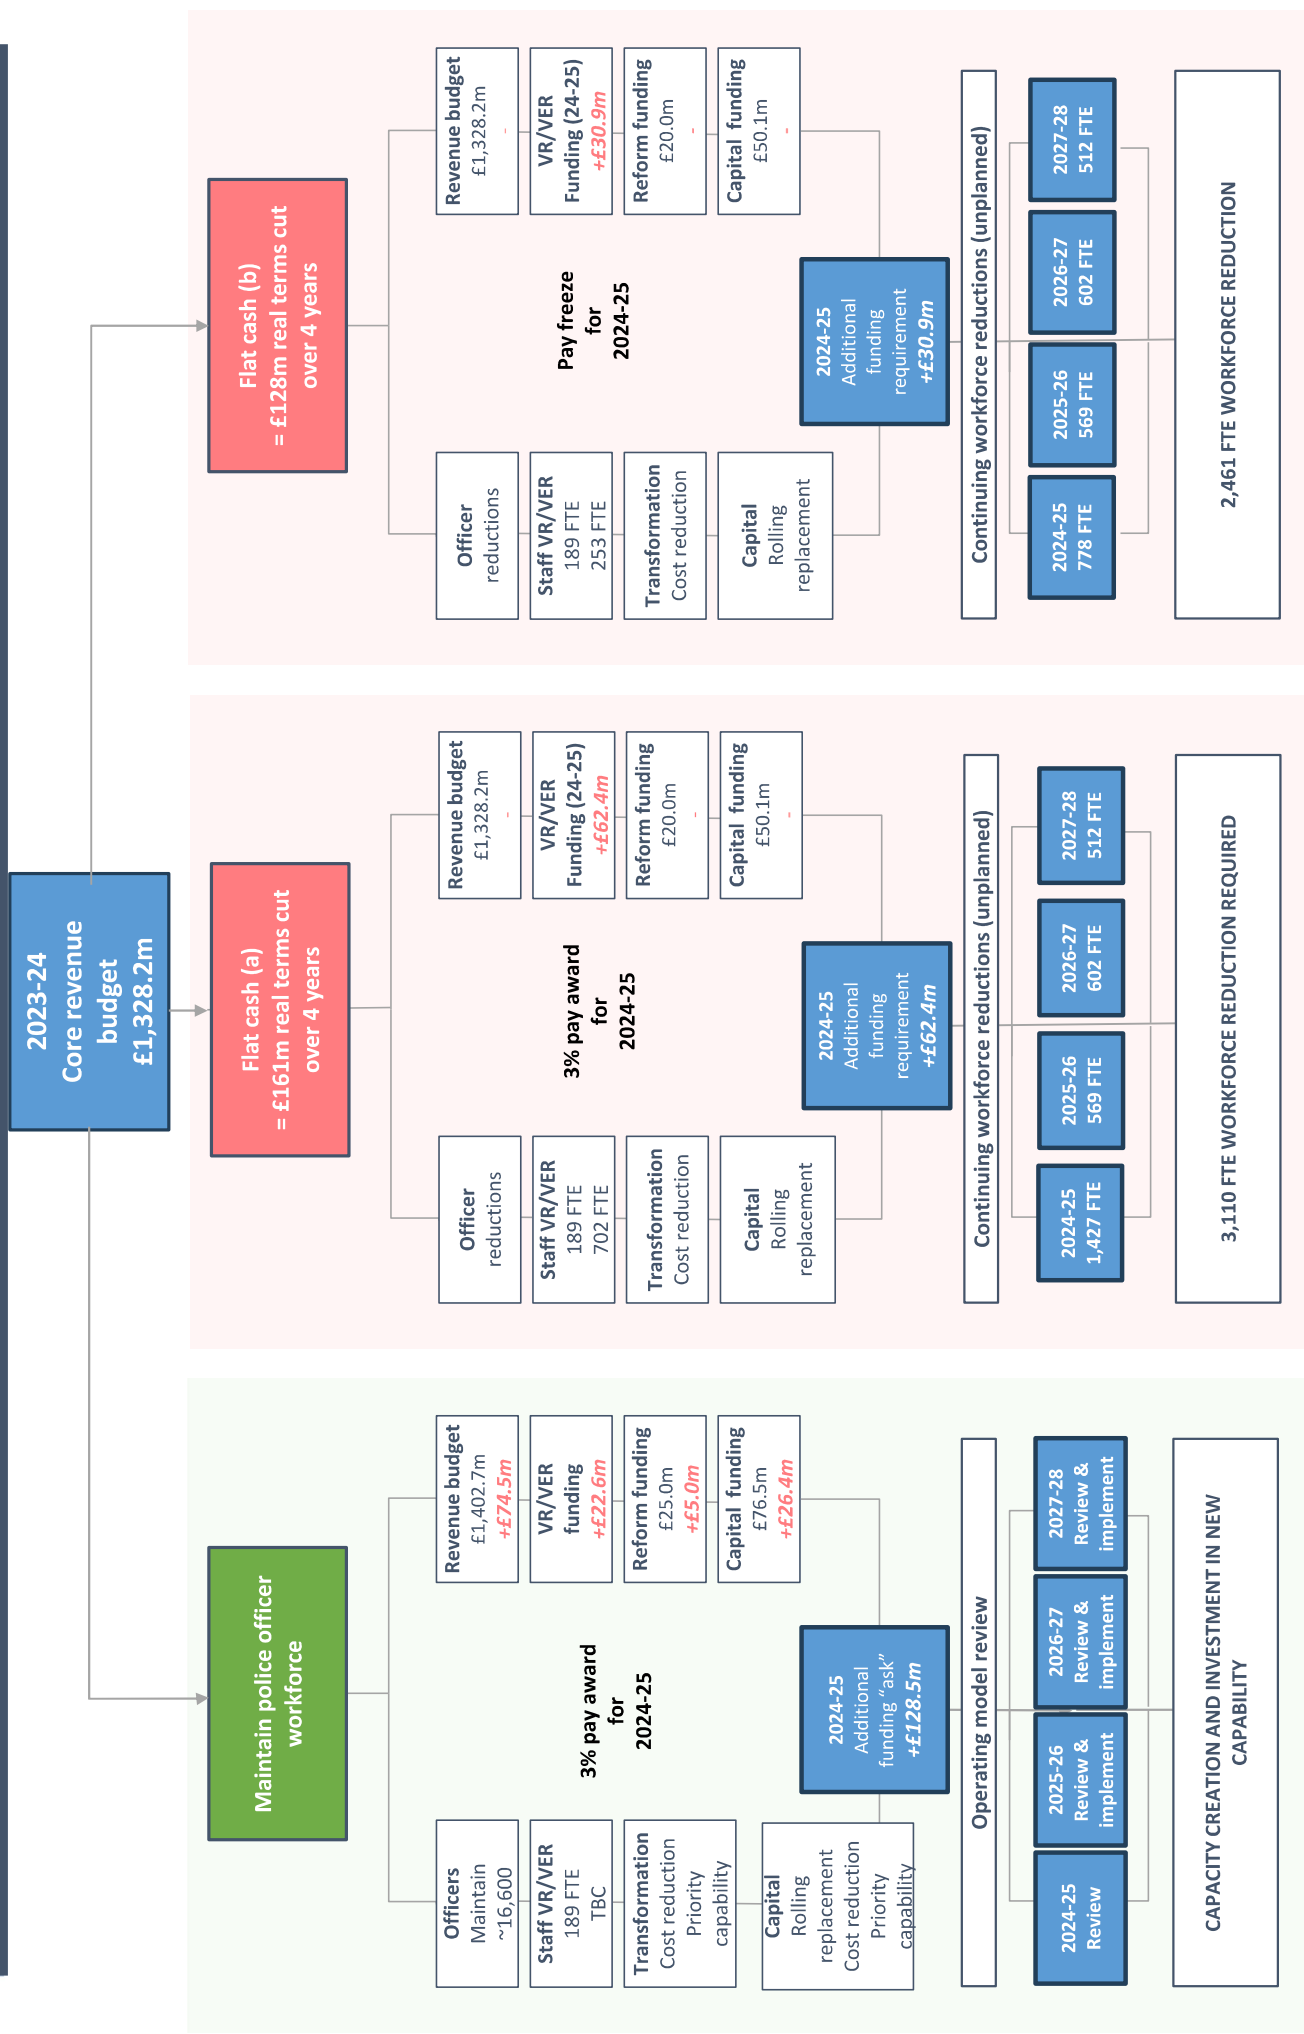 2023-24
Core revenue
budget
£1,328.2m
Maintain police officer
workforce
Officers
Maintain
~16,600
Staff VR/VER
189 FTE
TBC
Transformation
Cost reduction
Priority
capability
Capital
Rolling
replacement
Cost reduction
Priority
capability
3% pay award
for
2024-25
Revenue budget
£1,402.7m
+£74.5m
VR/VER
funding
+£22.6m
Reform funding
£25.0m
+£5.0m
Capital funding
£76.5m
+£26.4m
2024-25
Additional
funding “ask”
+£128.5m
Operating model review
2024-25
Review
2025-26
Review &
implement
2026-27
Review &
implement
2027-28
Review &
implement
CAPACITY CREATION AND INVESTMENT IN NEW
CAPABILITY
Flat cash (a)
= £161m real terms cut
over 4 years
Officer
reductions
Staff VR/VER
189 FTE
702 FTE
Transformation
Cost reduction
Capital
Rolling
replacement
3% pay award
for
2024-25
Revenue budget
£1,328.2m
-
VR/VER
Funding (24-25)
+£62.4m
Reform funding
£20.0m
-
Capital funding
£50.1m
-
2024-25
Additional
funding
requirement
+£62.4m
Continuing workforce reductions (unplanned)
2024-25
1,427 FTE
2025-26
569 FTE
2026-27
602 FTE
2027-28
512 FTE
3,110 FTE WORKFORCE REDUCTION REQUIRED
Flat cash (b)
= £128m real terms cut
over 4 years
Officer
reductions
Staff VR/VER
189 FTE
253 FTE
Transformation
Cost reduction
Capital
Rolling
replacement
Pay freeze
for
2024-25
Revenue budget
£1,328.2m
-
VR/VER
Funding (24-25)
+£30.9m
Reform funding
£20.0m
-
Capital funding
£50.1m
-
2024-25
Additional
funding
requirement
+£30.9m
Continuing workforce reductions (unplanned)
2024-25
778 FTE
2025-26
569 FTE
2026-27
602 FTE
2027-28
512 FTE
2,461 FTE WORKFORCE REDUCTION